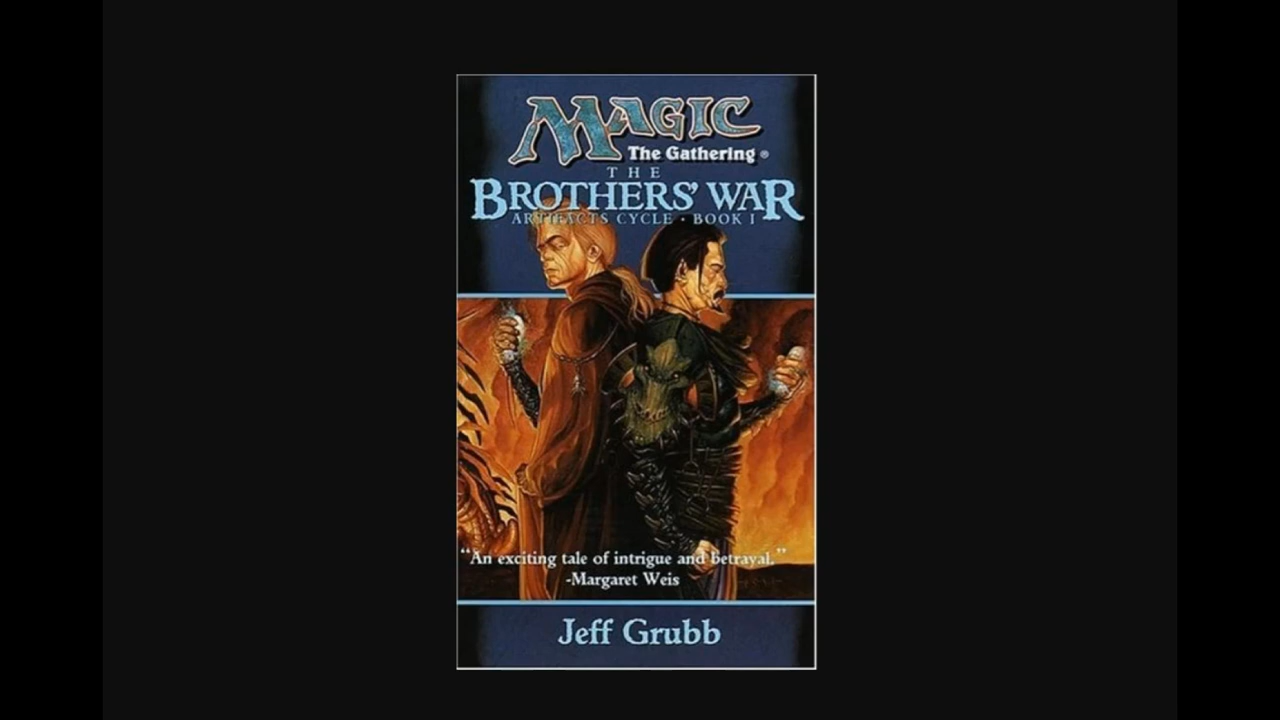 MAGIC
The Gathering®
THE
BROTHERS' WAR
ARTIFACTS CYCLE • BOOK I
“An exciting tale of intrigue and betrayal.”
-Margaret Weis
Jeff Grubb